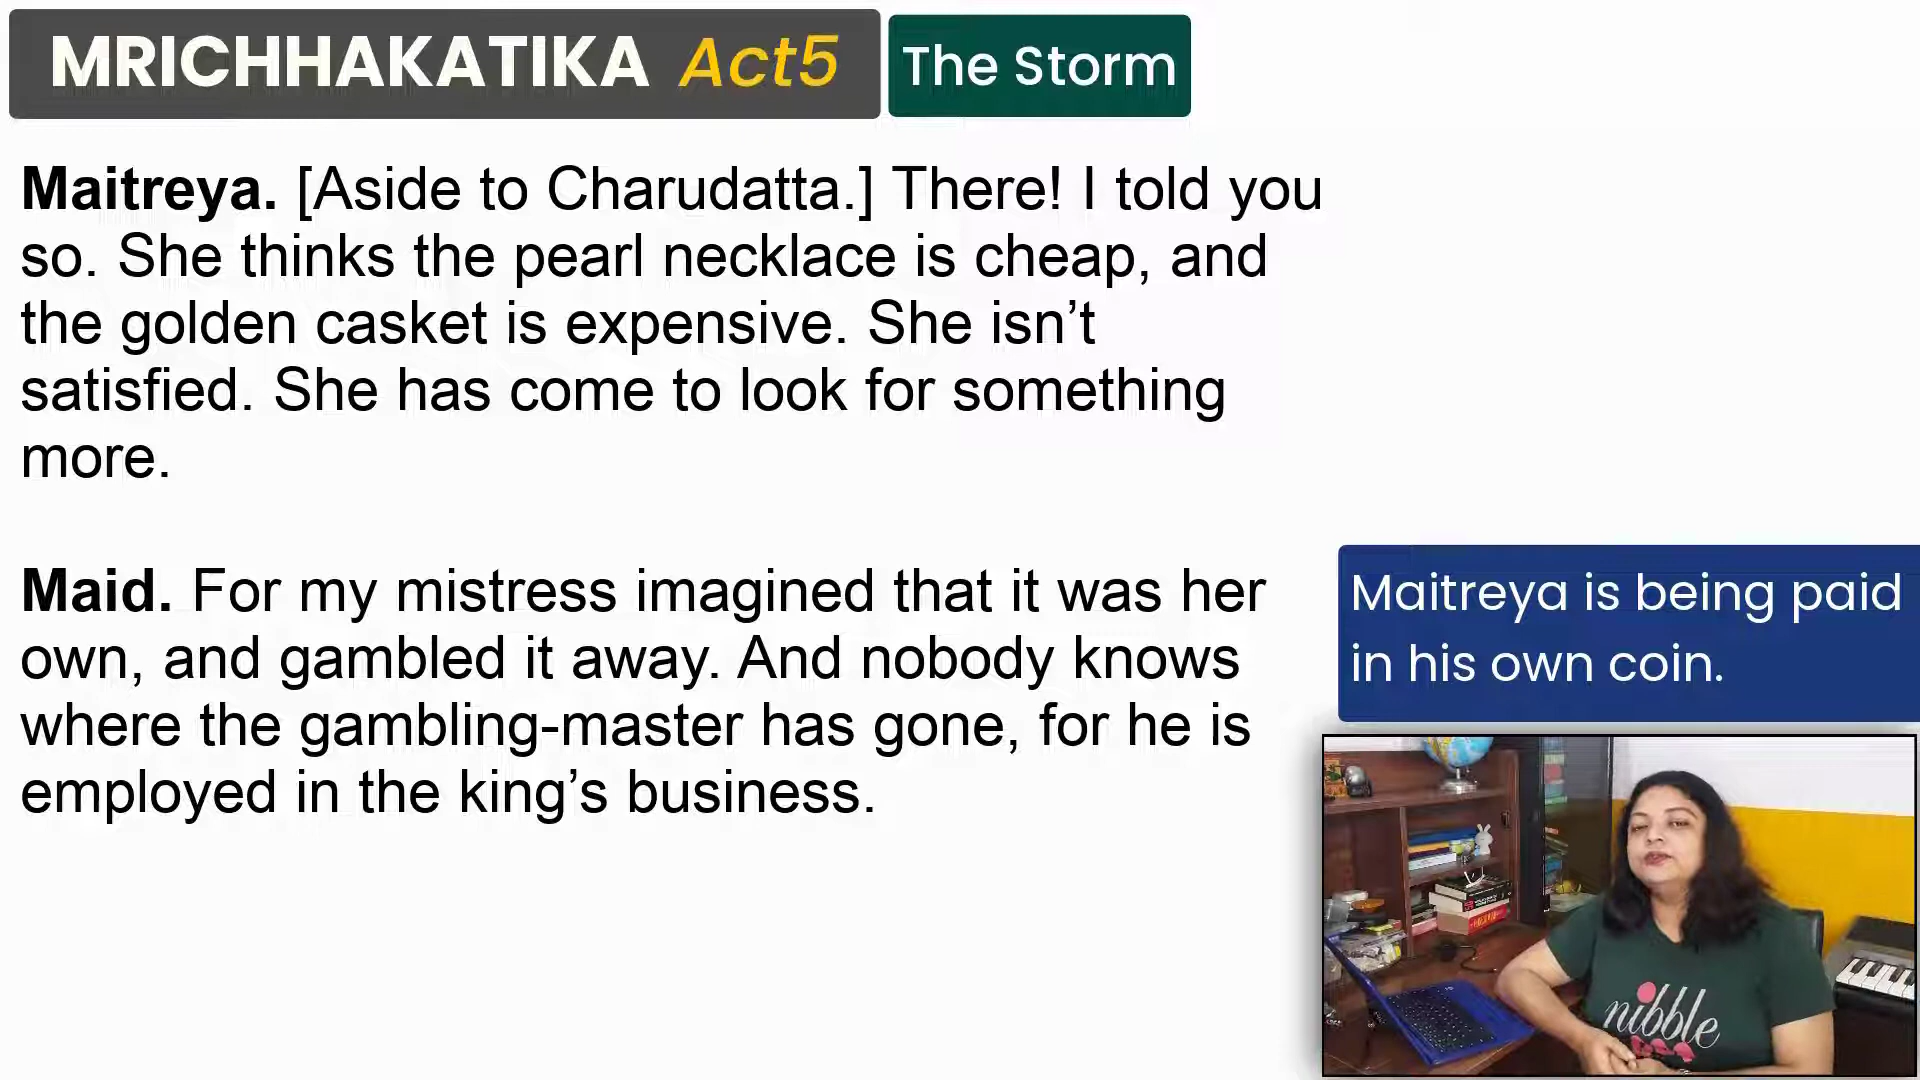 MRICHHAKATIKA Act5 The Storm
Maitreya. [Aside to Charudatta.] There! I told you
so. She thinks the pearl necklace is cheap, and
the golden casket is expensive. She isn’t
satisfied. She has come to look for something
more.
Maid. For my mistress imagined that it was her
own, and gambled it away. And nobody knows
where the gambling-master has gone, for he is
employed in the king’s business.
Maitreya is being paid
in his own coin.
nibble